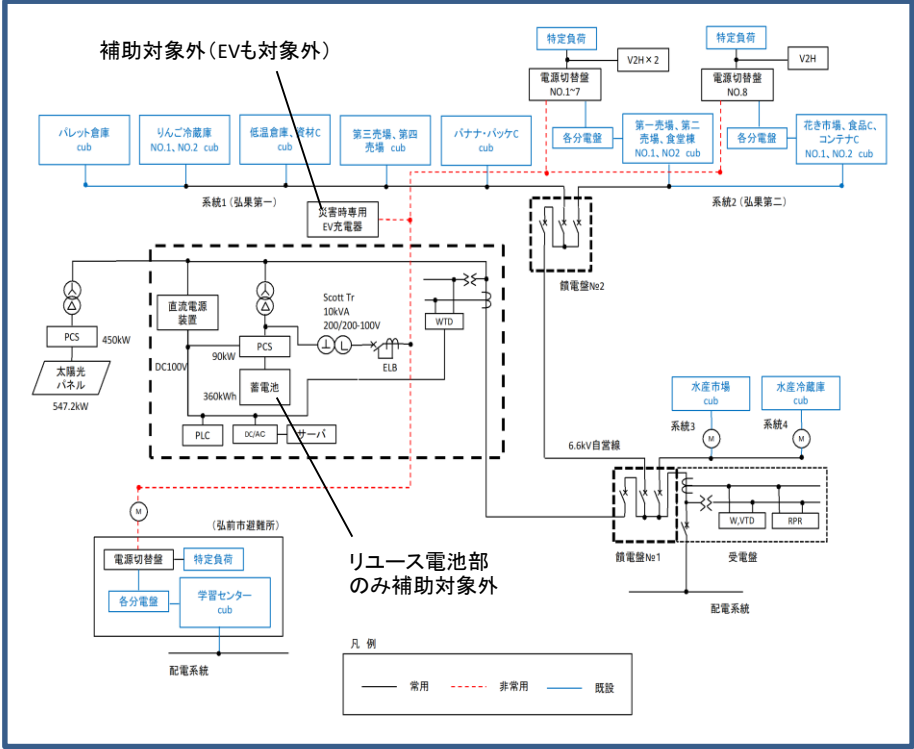 補助対象外（EVも対象外）
特定負荷
V2H×2
電源切替盤
NO.1~7
特定負荷
V2H
電源切替盤
NO.8
パレット倉庫
cub
りんご冷蔵庫
NO.1、NO.2 cub
低温倉庫、資材C
cub
第三売場、第四
売場 cub
バナナ・パッケC
cub
各分電盤
第一売場、第二
売場、食堂棟
NO.1、NO2 cub
各分電盤
花き市場、食品C、
コンテナC
NO.1、NO.2 cub
系統1（弘果第一）
系統2（弘果第二）
災害時専用
EV充電器
饋電盤№2
直流電源
装置
Scott Tr
10kVA
200/200-100V
WTD
PCS
450kW
90kW
PCS
ELB
太陽光
パネル
547.2kW
DC100V
360kWh
蓄電池
PLC
DC/AC
サーバ
水産市場
cub
水産冷蔵庫
cub
系統3
M
系統4
M
6.6kV自営線
W,VTD
RPR
饋電盤№1
受電盤
配電系統
M
（弘前市避難所）
電源切替盤
特定負荷
各分電盤
学習センター
cub
配電系統
リユース電池部
のみ補助対象外
凡 例
常用
非常用
既設